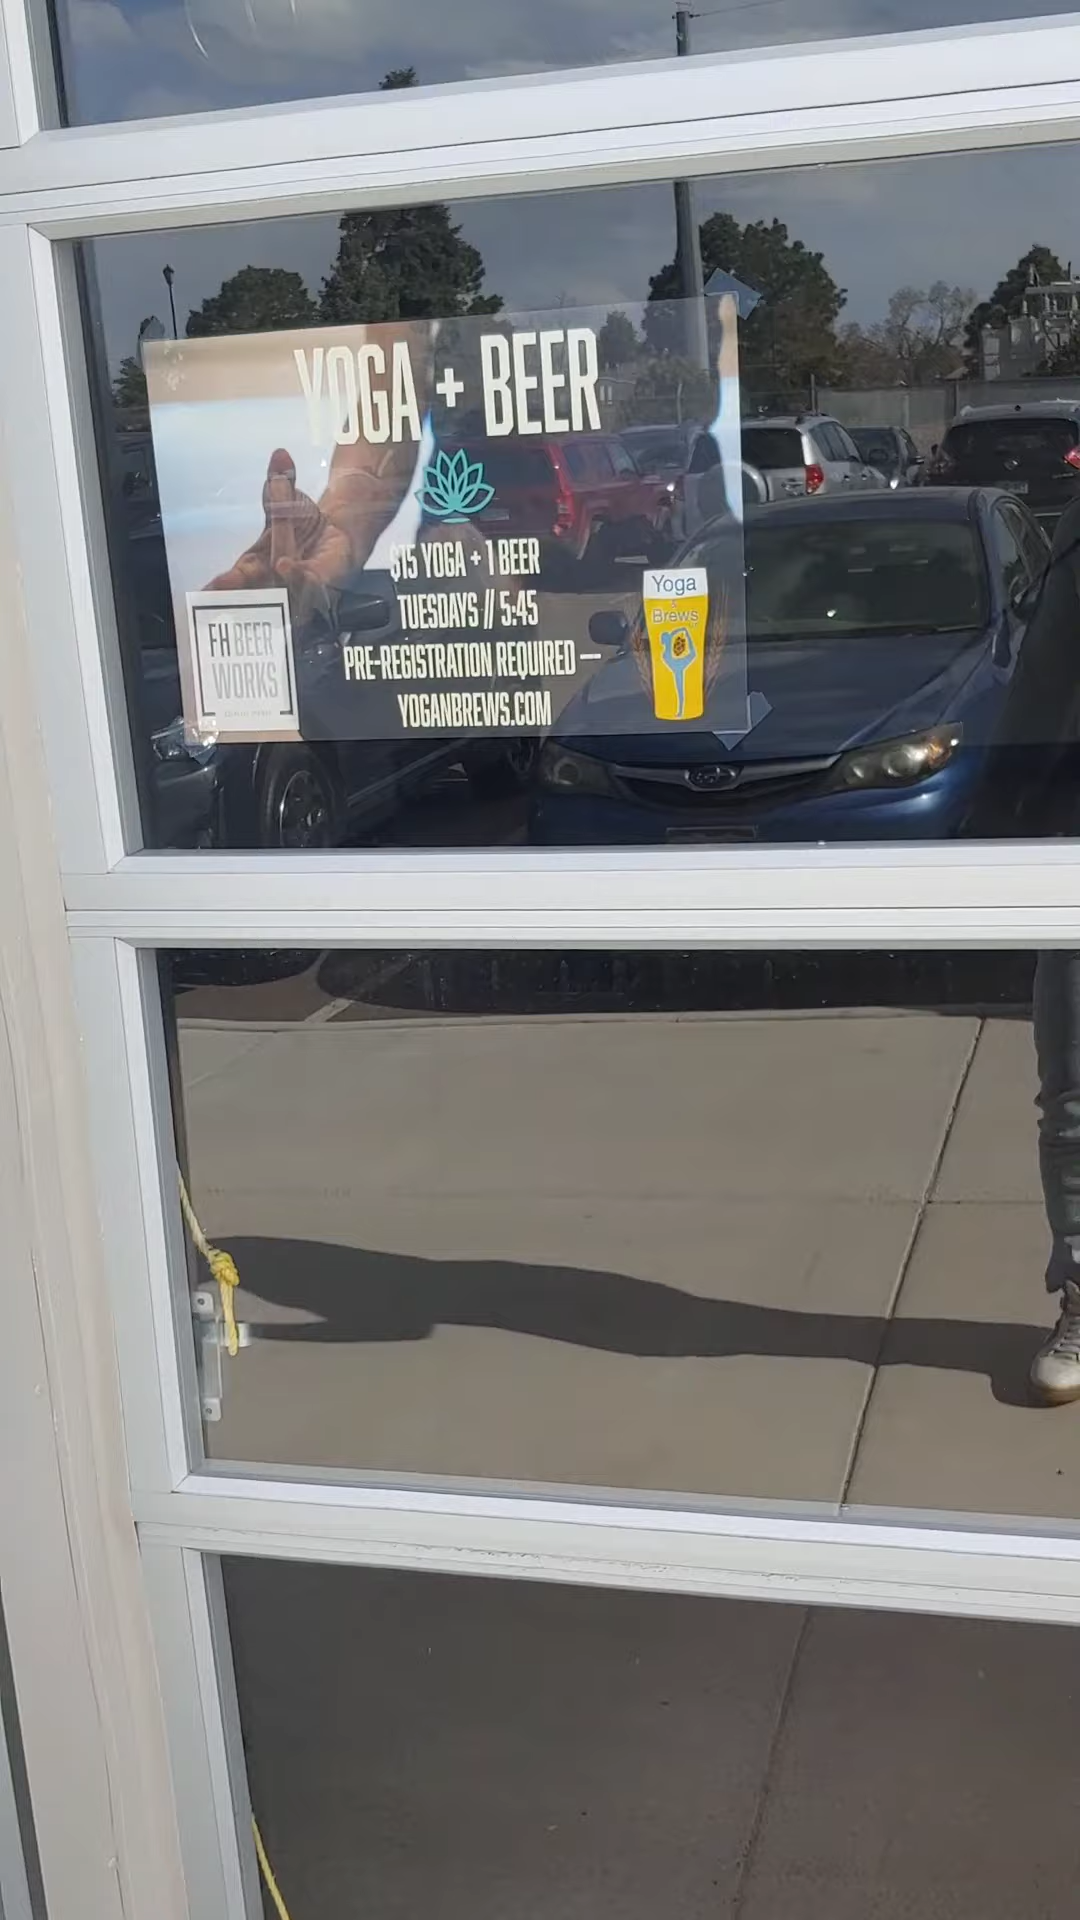 YOGA + BEER
$15 YOGA + 1 BEER
TUESDAYS // 5:45
PRE-REGISTRATION REQUIRED —
YOGANBREWS.COM
FH BEER
WORKS
Yoga
&
Brews